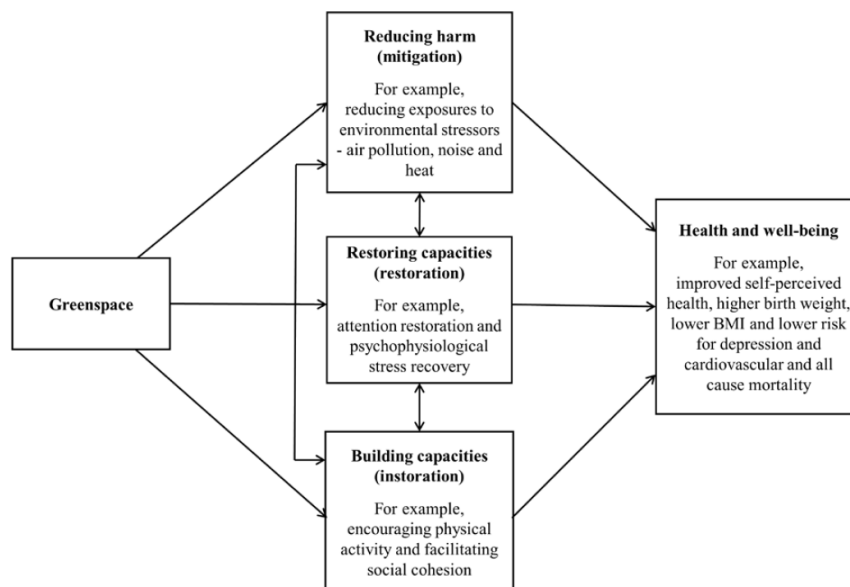 Reducing harm
(mitigation)
For example,
reducing exposures to
environmental stressors
- air pollution, noise and
heat
Greenspace
Restoring capacities
(restoration)
For example,
attention restoration and
psychophysiological
stress recovery
Building capacities
(instoration)
For example,
encouraging physical
activity and facilitating
social cohesion
Health and well-being
For example,
improved self-perceived
health, higher birth weight,
lower BMI and lower risk
for depression and
cardiovascular and all
cause mortality